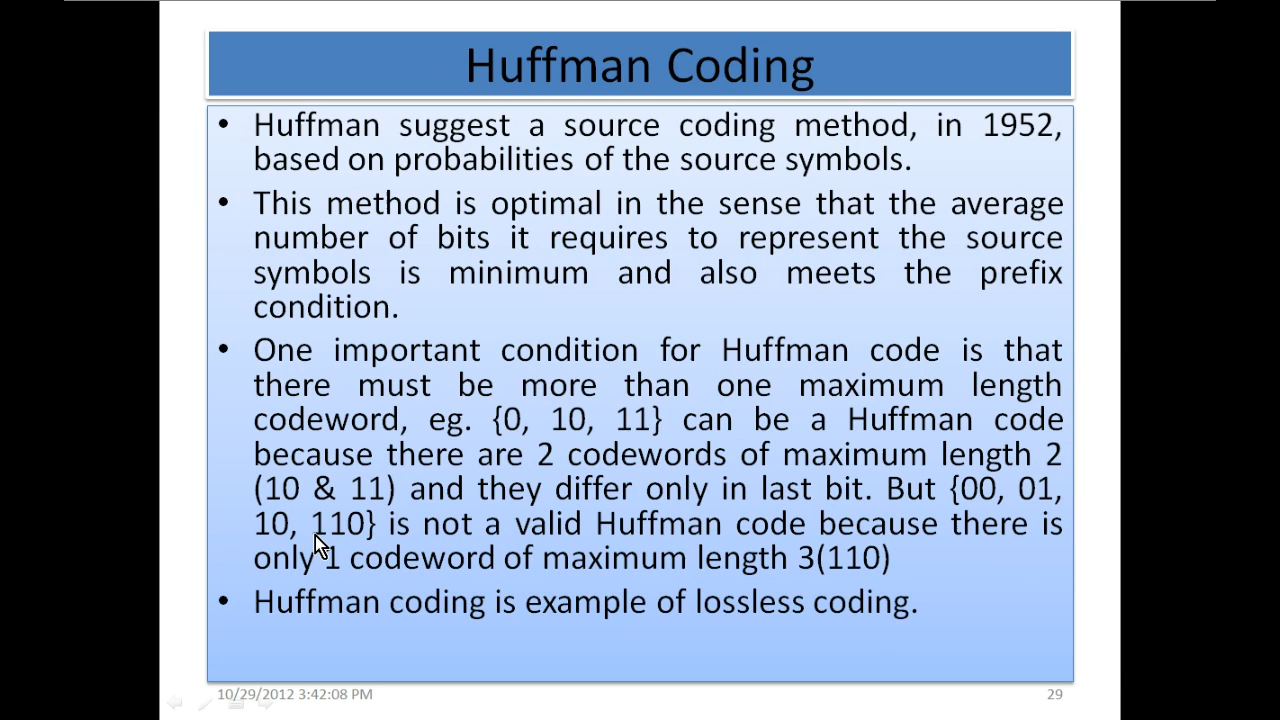 Huffman Coding
• Huffman suggest a source coding method, in 1952,
based on probabilities of the source symbols.
• This method is optimal in the sense that the average
number of bits it requires to represent the source
symbols is minimum and also meets the prefix
condition.
• One important condition for Huffman code is that
there must be more than one maximum length
codeword, eg. {0, 10, 11} can be a Huffman code
because there are 2 codewords of maximum length 2
(10 & 11) and they differ only in last bit. But {00, 01,
10, 110} is not a valid Huffman code because there is
only 1 codeword of maximum length 3(110)
• Huffman coding is example of lossless coding.
10/29/2012 3:42:08 PM
29